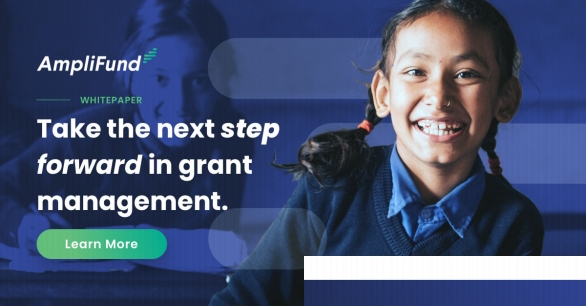 AmpliFund
WHITEPAPER
Take the next step
forward in grant
management.
Learn More